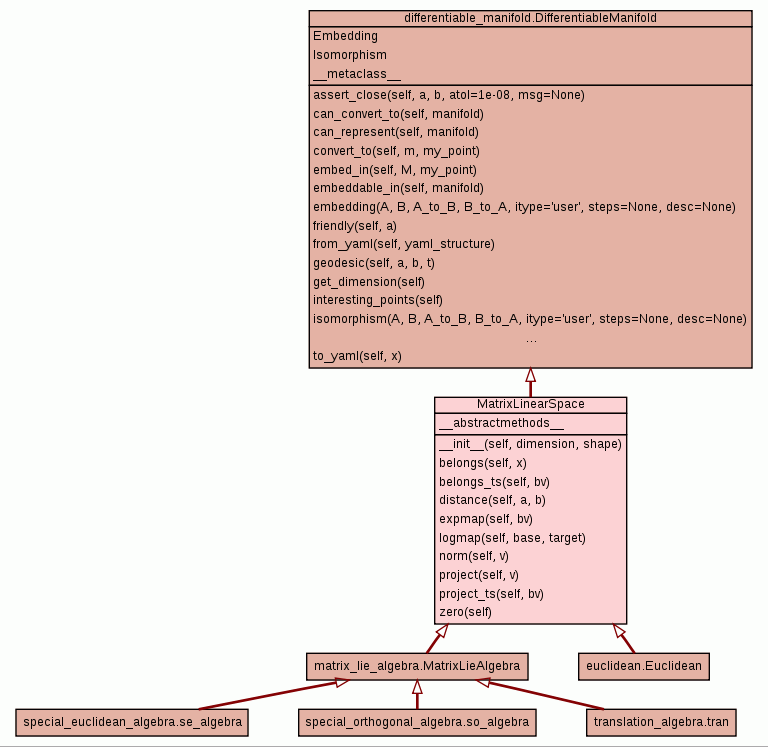 differentiable_manifold.DifferentiableManifold
Embedding
Isomorphism
__metaclass__
assert_close(self, a, b, atol=1e-08, msg=None)
can_convert_to(self, manifold)
can_represent(self, manifold)
convert_to(self, m, my_point)
embed_in(self, M, my_point)
embeddable_in(self, manifold)
embedding(A, B, A_to_B, B_to_A, itype='user', steps=None, desc=None)
friendly(self, a)
from_yaml(self, yaml_structure)
geodesic(self, a, b, t)
get_dimension(self)
interesting_points(self)
isomorphism(A, B, A_to_B, B_to_A, itype='user', steps=None, desc=None)
...
to_yaml(self, x)
MatrixLinearSpace
__abstractmethods__
__init__(self, dimension, shape)
belongs(self, x)
belongs_ts(self, bv)
distance(self, a, b)
expmap(self, bv)
logmap(self, base, target)
norm(self, v)
project(self, v)
project_ts(self, bv)
zero(self)
matrix_lie_algebra.MatrixLieAlgebra
euclidean.Euclidean
special_euclidean_algebra.se_algebra
special_orthogonal_algebra.so_algebra
translation_algebra.tran